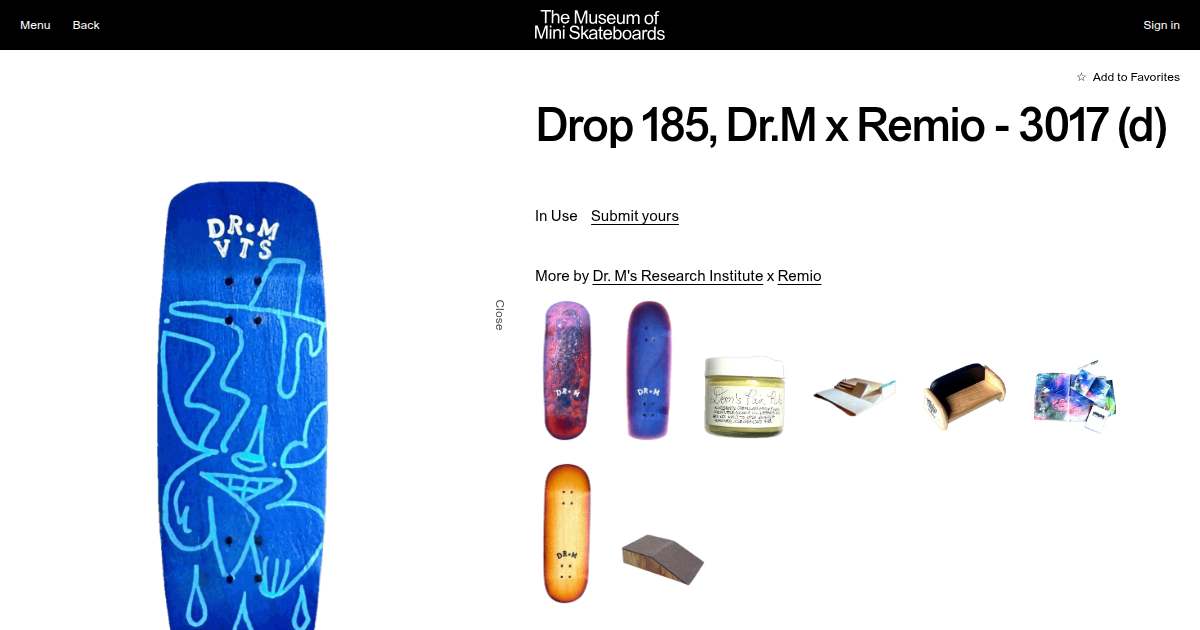 Menu
Back
The Museum of
Mini Skateboards
Sign in
☆ Add to Favorites
Drop 185, Dr.M x Remio - 3017 (d)
In Use
Submit yours
More by Dr. M's Research Institute x Remio
Close
DR•M
VTS
DR•M
DR•M
DR•M